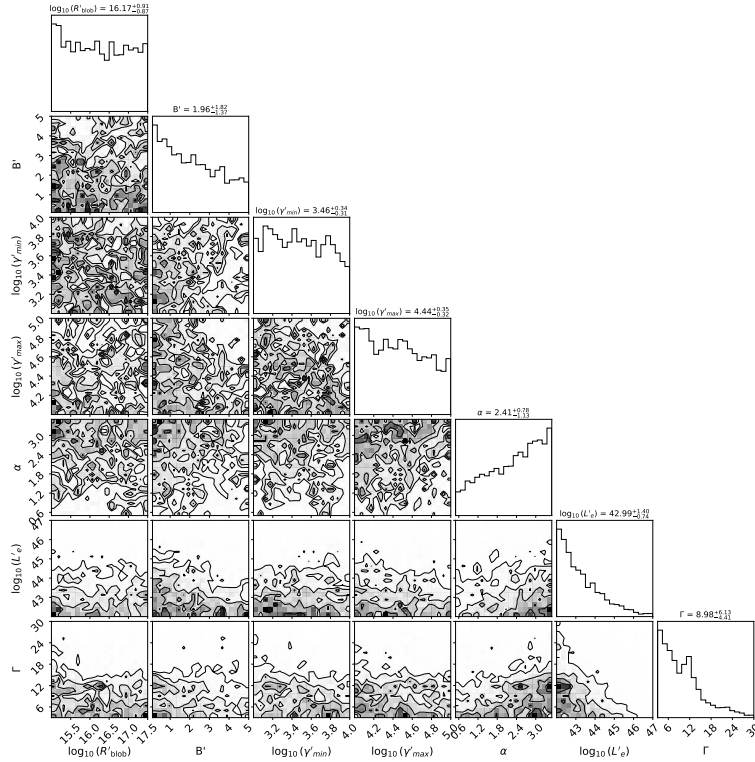 log10(R'blob) = 16.17+0.91−0.87
B' = 1.96+1.82−1.37
5
4
3
2
1
B'
log10(γ'min) = 3.46+0.34−0.31
4.0
3.8
3.6
3.4
3.2
log10(γ'min)
log10(γ'max) = 4.44+0.35−0.32
5.0
4.8
4.6
4.4
4.2
log10(γ'max)
α = 2.41+0.78−1.13
3.0
2.4
1.8
1.2
0.6
α
log10(L'e) = 42.99+1.40−0.74
47
46
45
44
43
log10(L'e)
Γ = 8.98+6.13−4.41
30
24
18
12
6
Γ
15.5 16.0 16.5 17.0 17.5 1 2 3 4 5 3.2 3.4 3.6 3.8 4.0 4.2 4.4 4.6 4.8 5.0 0.6 1.2 1.8 2.4 3.0 43 44 45 46 47 6 12 18 24 30
log10(R'blob) B' log10(γ'min) log10(γ'max) α log10(L'e) Γ